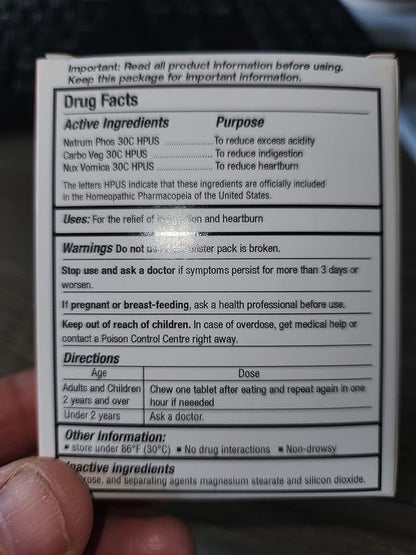 Important: Read all product information before using.
Keep this package for important information.
Drug Facts
Active Ingredients Purpose
Natrum Phos 30C HPUS ..................To reduce excess acidity
Carbo Veg 30C HPUS ..................To reduce indigestion
Nux Vomica 30C HPUS ..................To reduce heartburn
The letters HPUS indicate that these ingredients are officially included
in the Homeopathic Pharmacopeia of the United States.
Uses: For the relief of and heartburn
Warnings Do not pack is broken.
Stop use and ask a doctor if symptoms persist for more than 3 days or
worsen.
If pregnant or breast-feeding, ask a health professional before use.
Keep out of reach of children. In case of overdose, get medical help or
contact a Poison Control Centre right away.
Directions
Age Dose
Adults and Children Chew one tablet after eating and repeat again in one
2 years and over hour if neeeded
Under 2 years Ask a doctor.
Other Information:
▪ store under 86°F (30°C) ▪ No drug interactions ▪ Non-drowsy
Inactive ingredients
and separating agents magnesium stearate and silicon dioxide.